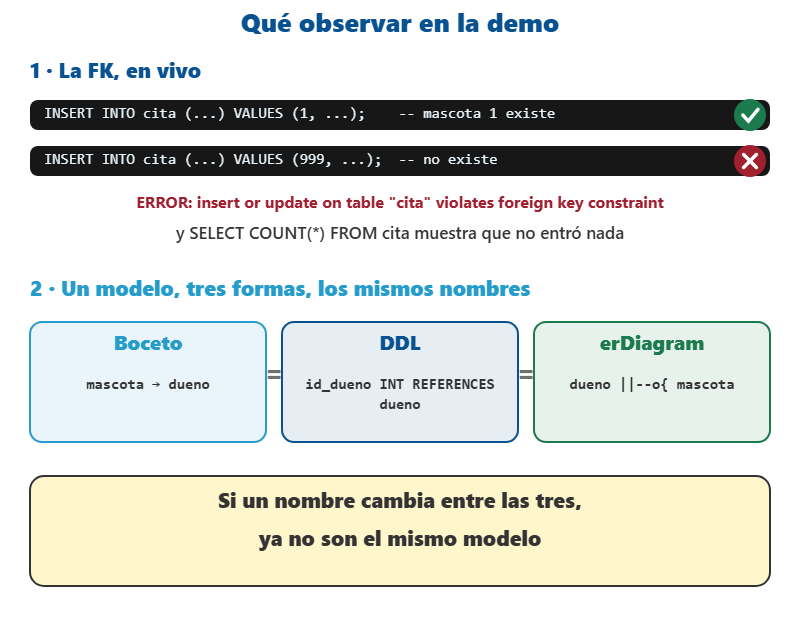 Qué observar en la demo
1 · La FK, en vivo
INSERT INTO cita (...) VALUES (1, ...);    -- mascota 1 existe
INSERT INTO cita (...) VALUES (999, ...);  -- no existe
ERROR: insert or update on table "cita" violates foreign key constraint
y SELECT COUNT(*) FROM cita muestra que no entró nada
2 · Un modelo, tres formas, los mismos nombres
Boceto
mascota → dueno
=
DDL
id_dueno INT REFERENCES
dueno
=
erDiagram
dueno ||--o{ mascota
Si un nombre cambia entre las tres,
ya no son el mismo modelo